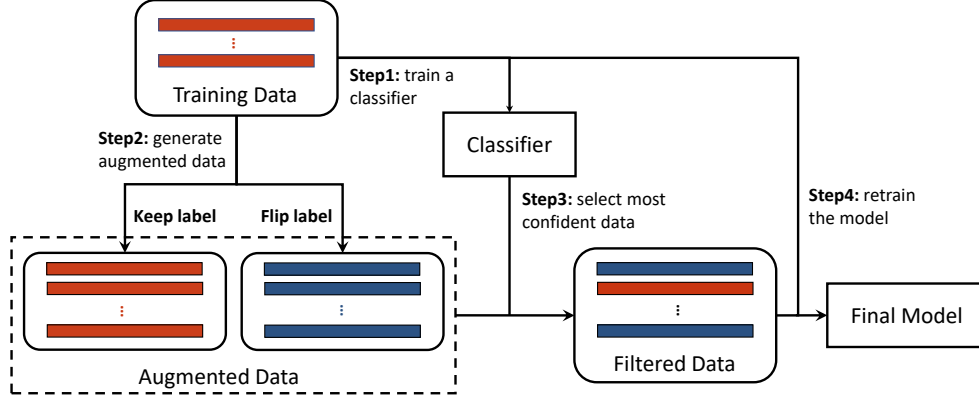 Training Data
Step1: train a
classifier
Step2: generate
augmented data
Classifier
Step3: select most
confident data
Step4: retrain
the model
Keep label
Flip label
Augmented Data
Filtered Data
Final Model